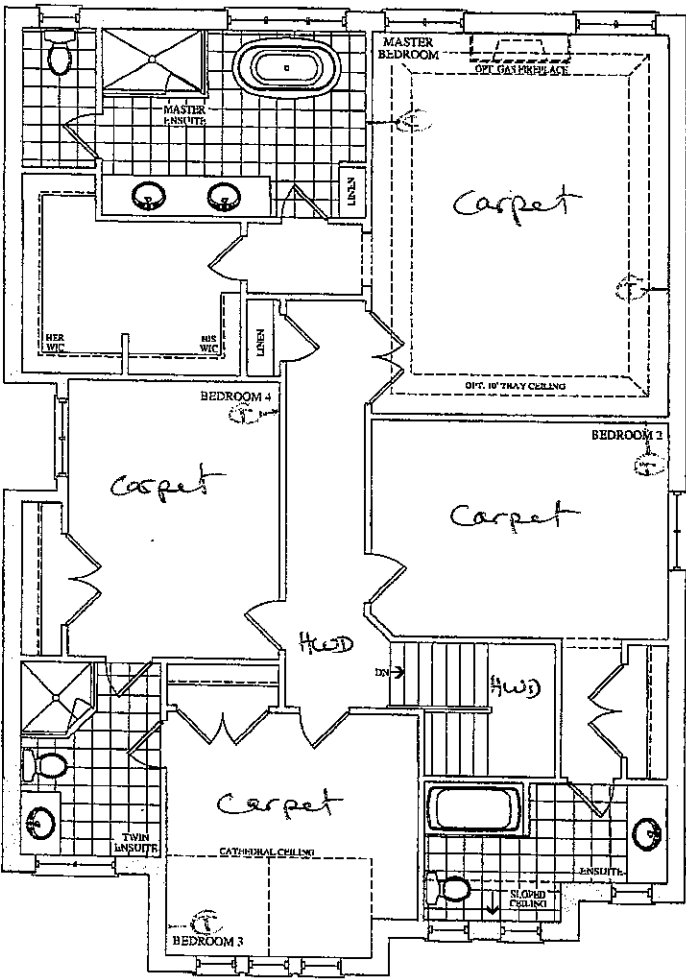 MASTER
BEDROOM
OPT. GAS FIREPLACE
MASTER
ENSUITE
LINEN
Carpet
HER
WIC
HIS
WIC
LINEN
OPT. 10' TRAY CEILING
BEDROOM 4
BEDROOM 2
Carpet
Carpet
HWD
DN
HWD
Carpet
TWIN
ENSUITE
CATHEDRAL CEILING
ENSUITE
SLOPED
CEILING
BEDROOM 3